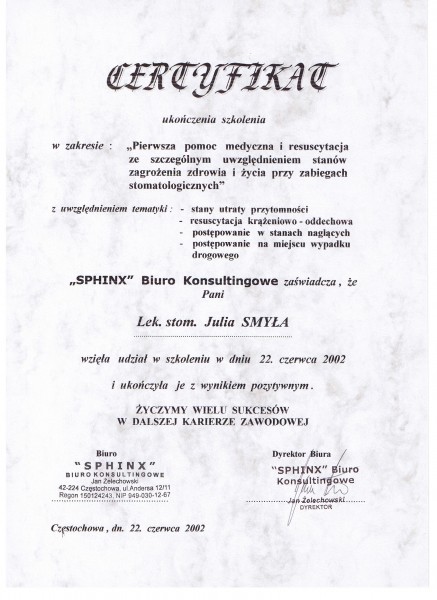 CERTYFIKAT
ukończenia szkolenia
w zakresie : „Pierwsza pomoc medyczna i resuscytacja
ze szczególnym uwzględnieniem stanów
zagrożenia zdrowia i życia przy zabiegach
stomatologicznych”
z uwzględnieniem tematyki : - stany utraty przytomności
- resuscytacja krążeniowo - oddechowa
- postępowanie w stanach naglących
- postępowanie na miejscu wypadku
drogowego
„SPHINX” Biuro Konsultingowe zaświadcza , że
Pani
Lek. stom. Julia SMYŁA
wzięła udział w szkoleniu w dniu 22. czerwca 2002
i ukończyła je z wynikiem pozytywnym .
ŻYCZYMY WIELU SUKCESÓW
W DALSZEJ KARIERZE ZAWODOWEJ
Biuro
"SPHINX"
BIURO KONSULTINGOWE
Jan Żelechowski
42-224 Częstochowa, ul.Andersa 12/11
Regon 150124243, NIP 949-030-12-67
Dyrektor Biura
"SPHINX" Biuro
Konsultingowe
Jan Żelechowski
DYREKTOR
Częstochowa , dn. 22. czerwca 2002